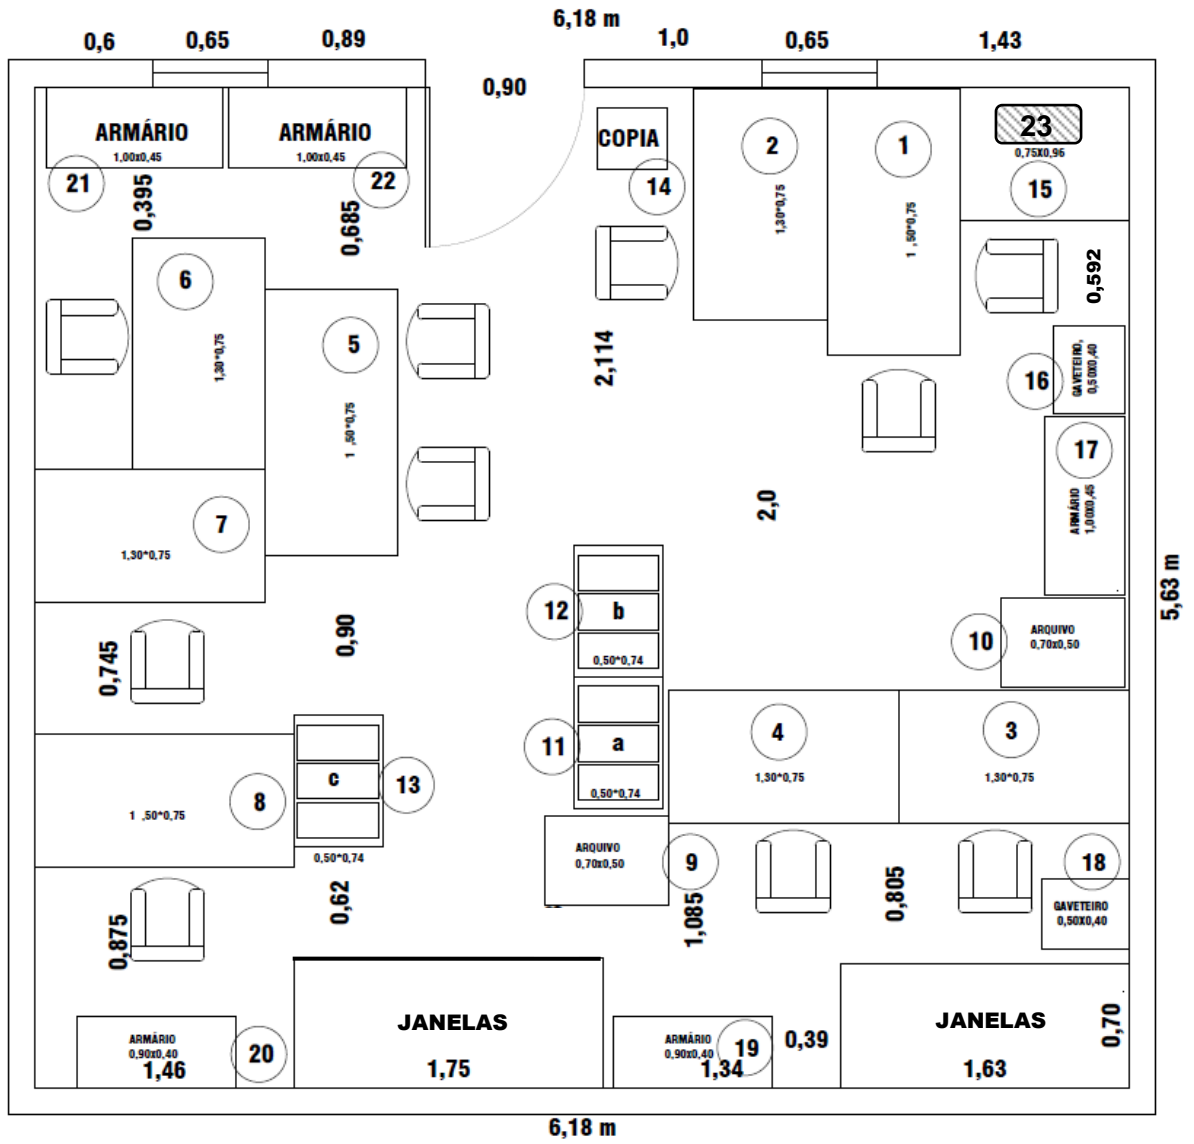 6,18 m
0,6
0,65
0,89
1,0
0,65
1,43
0,90
ARMÁRIO
1,00x0,45
ARMÁRIO
1,00x0,45
21
22
0,395
0,685
COPIA
14
2
1,30*0,75
1
1 ,50*0,75
23
0,75X0,96
15
0,592
6
1,30*0,75
5
1 ,50*0,75
2,114
16
GAVETEIRO,
0,50X0,40
17
ARMÁRIO
1,00X0,45
7
1,30*0,75
2,0
5,63 m
12
b
0,50*0,74
10
ARQUIVO
0,70x0,50
0,90
0,745
11
a
0,50*0,74
4
1,30*0,75
3
1,30*0,75
8
1 ,50*0,75
c
13
0,50*0,74
ARQUIVO
0,70x0,50
9
18
GAVETEIRO
0,50X0,40
0,62
0,875
1,085
0,805
JANELAS
1,75
JANELAS
1,63
0,70
ARMÁRIO
0,90x0,40
20
1,46
ARMÁRIO
0,90x0,40
19
1,34
0,39
6,18 m